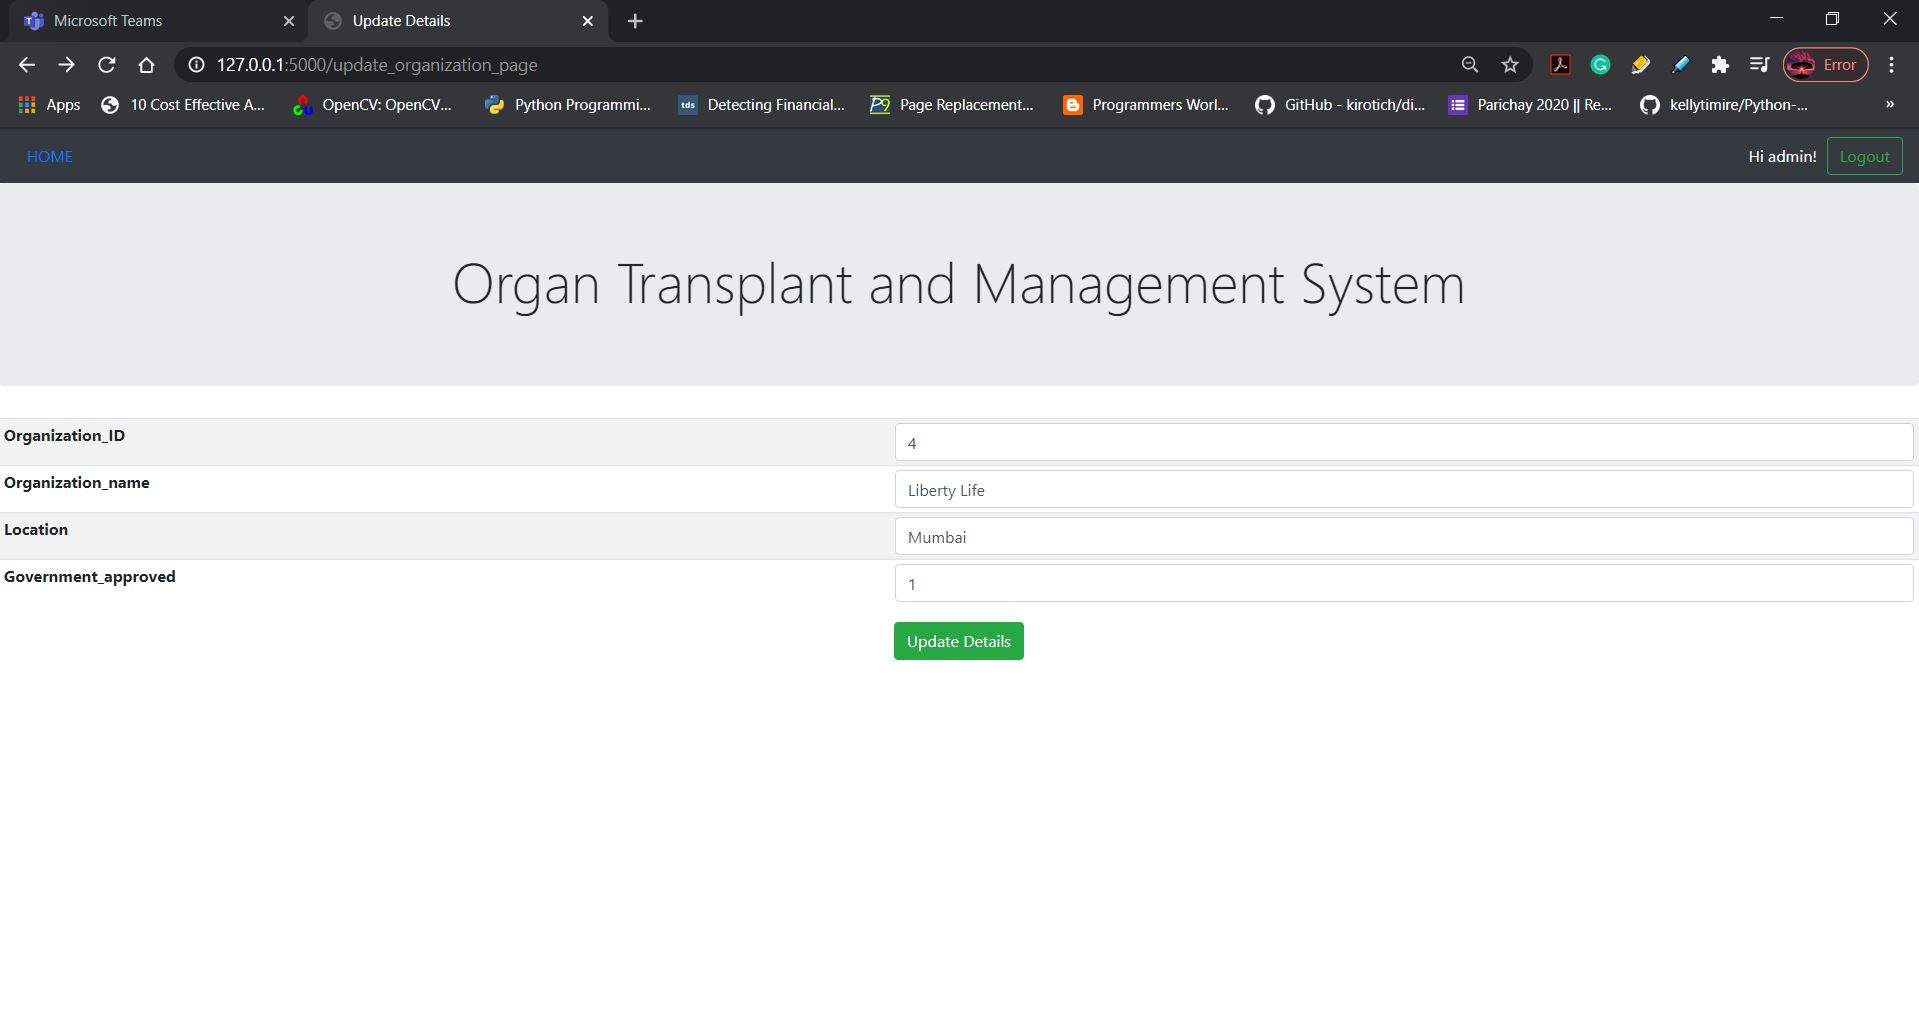 Microsoft Teams
Update Details
127.0.0.1:5000/update_organization_page
Error
Apps
10 Cost Effective A...
OpenCV: OpenCV...
Python Programmi...
tds
Detecting Financial...
Page Replacement...
Programmers Worl...
GitHub - kirotich/di...
Parichay 2020 || Re...
kellytimire/Python-...
»
HOME
Hi admin!
Logout
Organ Transplant and Management System
Organization_ID
4
Organization_name
Liberty Life
Location
Mumbai
Government_approved
1
Update Details